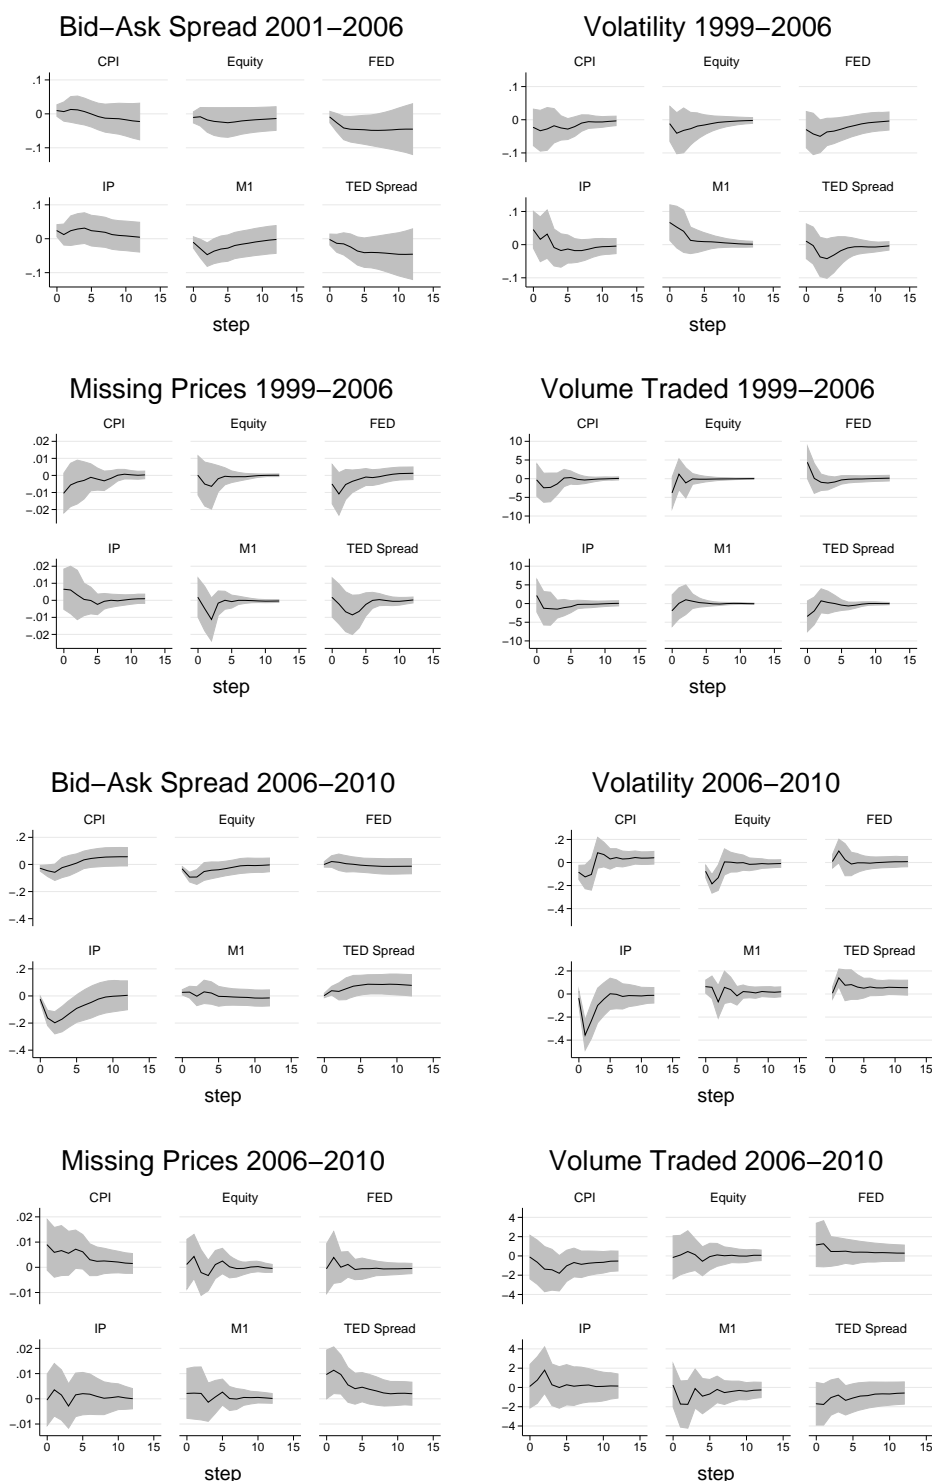 Bid–Ask Spread 2001–2006
CPI Equity FED
.1
0
–.1
IP M1 TED Spread
.1
0
–.1
0 5 10 15 0 5 10 15 0 5 10 15
step
Volatility 1999–2006
CPI Equity FED
.1
0
–.1
IP M1 TED Spread
.1
0
–.1
0 5 10 15 0 5 10 15 0 5 10 15
step
Missing Prices 1999–2006
CPI Equity FED
.02
.01
0
–.01
–.02
IP M1 TED Spread
.02
.01
0
–.01
–.02
0 5 10 15 0 5 10 15 0 5 10 15
step
Volume Traded 1999–2006
CPI Equity FED
10
5
0
–5
–10
IP M1 TED Spread
10
5
0
–5
–10
0 5 10 15 0 5 10 15 0 5 10 15
step
Bid–Ask Spread 2006–2010
CPI Equity FED
.2
0
–.2
–.4
IP M1 TED Spread
.2
0
–.2
–.4
0 5 10 15 0 5 10 15 0 5 10 15
step
Volatility 2006–2010
CPI Equity FED
.2
0
–.2
–.4
IP M1 TED Spread
.2
0
–.2
–.4
0 5 10 15 0 5 10 15 0 5 10 15
step
Missing Prices 2006–2010
CPI Equity FED
.02
.01
0
–.01
IP M1 TED Spread
.02
.01
0
–.01
0 5 10 15 0 5 10 15 0 5 10 15
step
Volume Traded 2006–2010
CPI Equity FED
4
2
0
–2
–4
IP M1 TED Spread
4
2
0
–2
–4
0 5 10 15 0 5 10 15 0 5 10 15
step